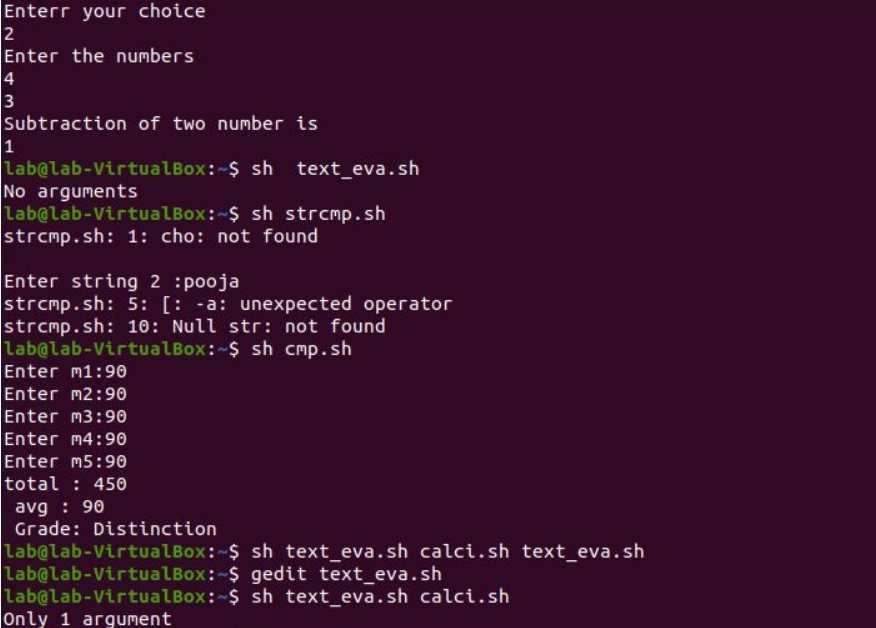 Enterr your choice
2
Enter the numbers
4
3
Subtraction of two number is
1
lab@lab-VirtualBox:~$ sh  text_eva.sh
No arguments
lab@lab-VirtualBox:~$ sh strcmp.sh
strcmp.sh: 1: cho: not found

Enter string 2 :pooja
strcmp.sh: 5: [: -a: unexpected operator
strcmp.sh: 10: Null str: not found
lab@lab-VirtualBox:~$ sh cmp.sh
Enter m1:90
Enter m2:90
Enter m3:90
Enter m4:90
Enter m5:90
total : 450
 avg : 90
 Grade: Distinction
lab@lab-VirtualBox:~$ sh text_eva.sh calci.sh text_eva.sh
lab@lab-VirtualBox:~$ gedit text_eva.sh
lab@lab-VirtualBox:~$ sh text_eva.sh calci.sh
Only 1 argument